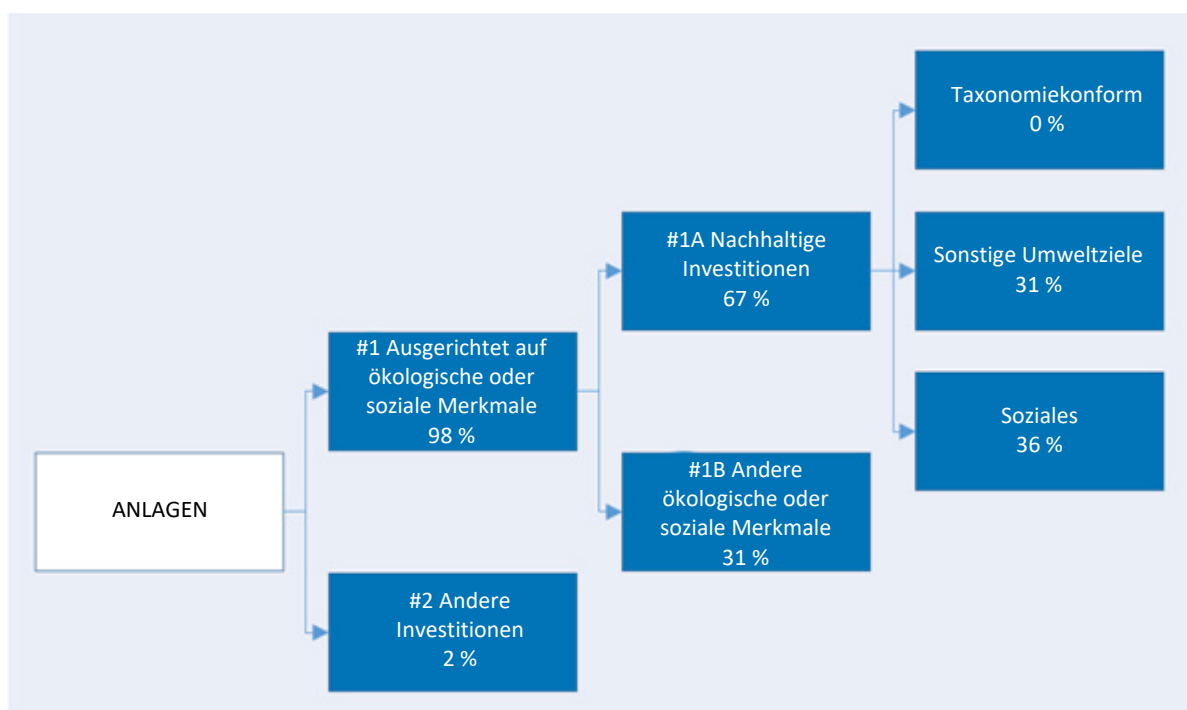 ANLAGEN
#1 Ausgerichtet auf
ökologische oder
soziale Merkmale
98 %
#2 Andere
Investitionen
2 %
#1A Nachhaltige
Investitionen
67 %
#1B Andere
ökologische oder
soziale Merkmale
31 %
Taxonomiekonform
0 %
Sonstige Umweltziele
31 %
Soziales
36 %